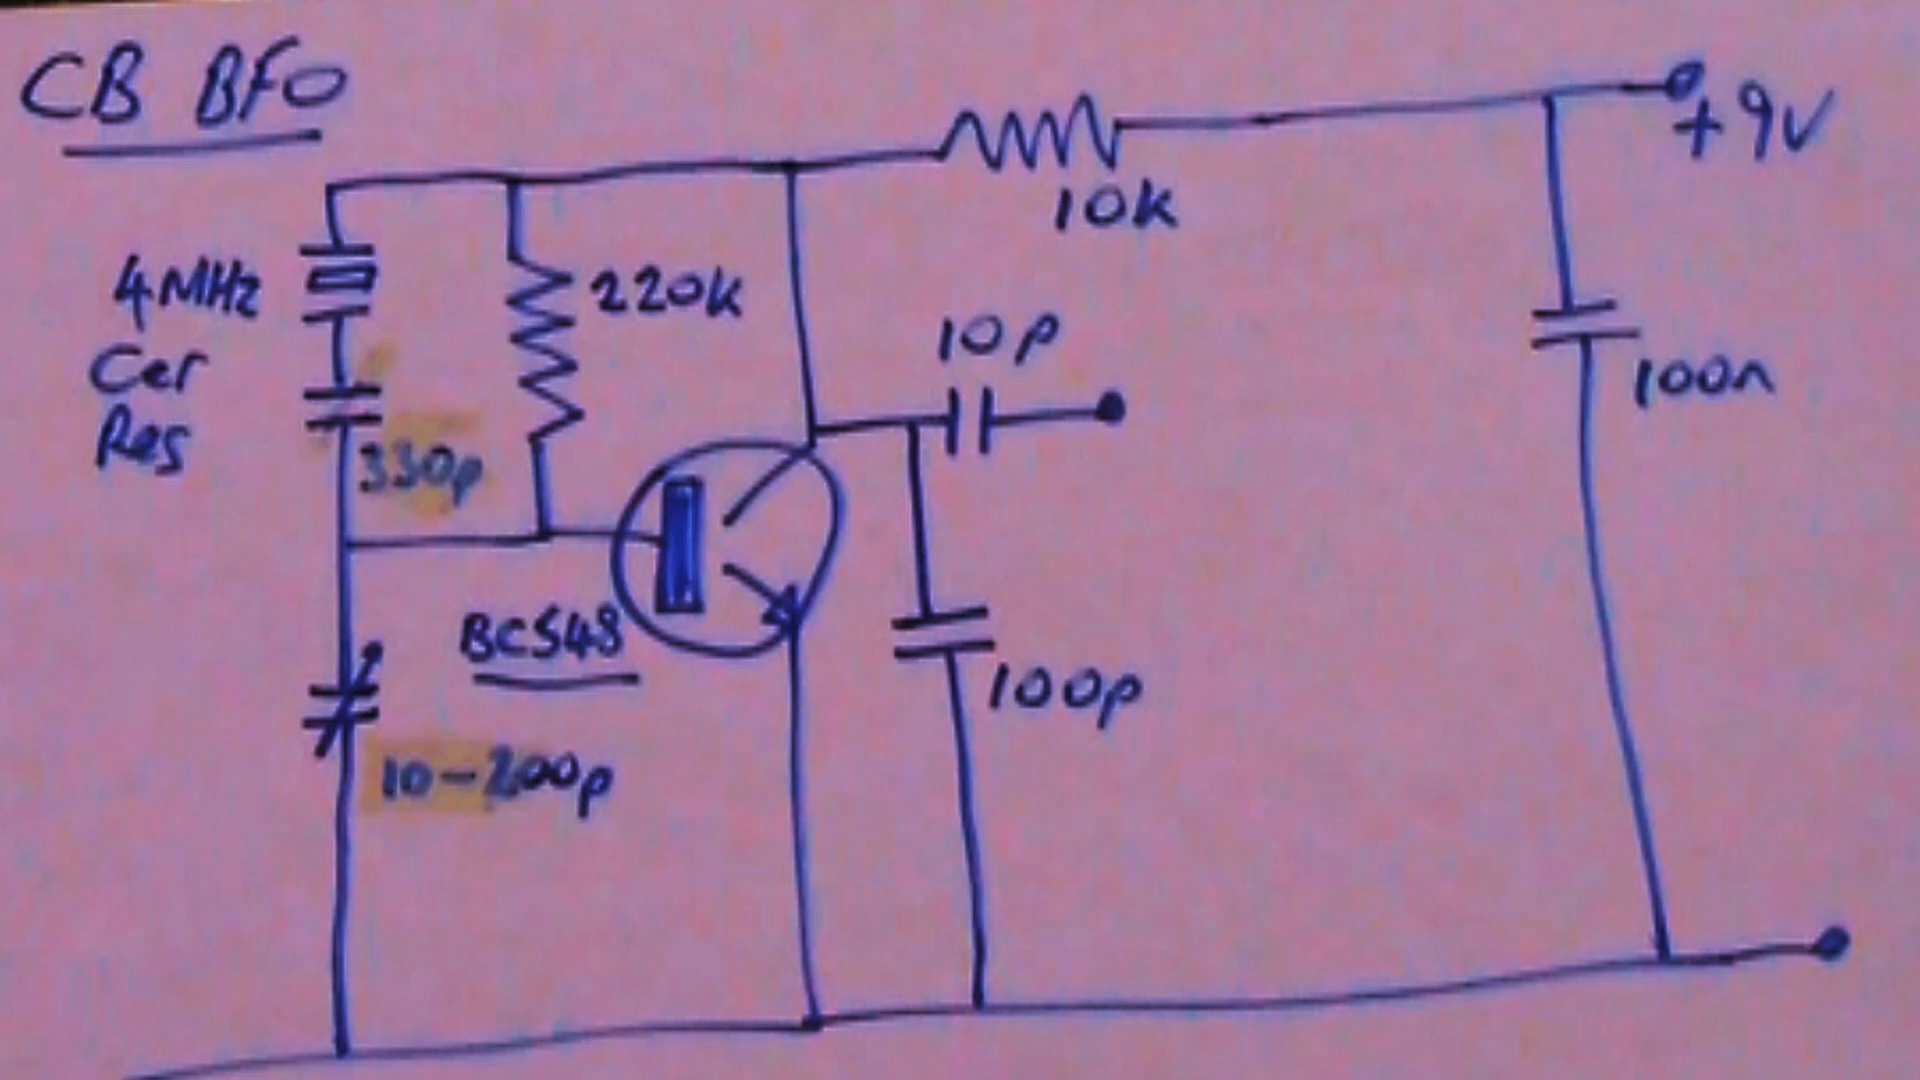 CB BFO
+9V
10k
4MHz
Cer
Res
220k
10p
100n
330p
BC548
100p
10-200p